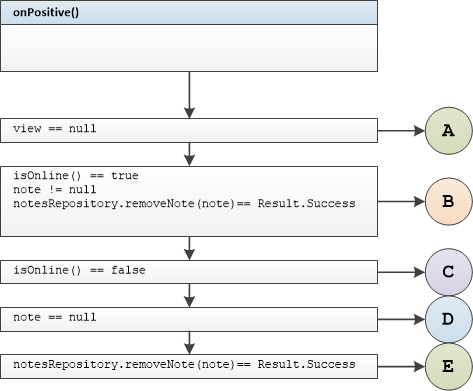 onPositive()
view == null
A
isOnline() == true
note != null
notesRepository.removeNote(note)== Result.Success
B
isOnline() == false
C
note == null
D
notesRepository.removeNote(note)== Result.Success
E